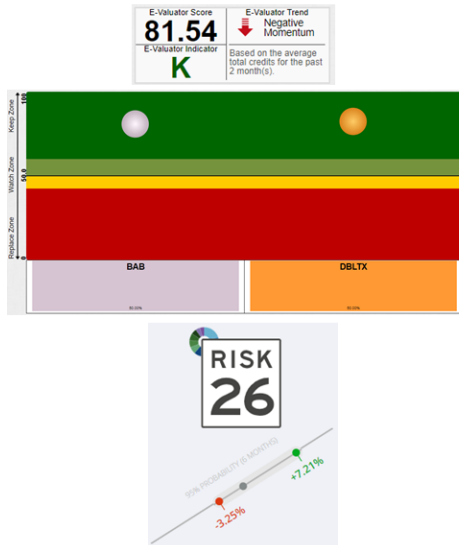 E-Valuator Score
81.54
E-Valuator Indicator
K
E-Valuator Trend
Negative
Momentum
Based on the average
total credits for the past
2 month(s).
Keep Zone
Watch Zone
Replace Zone
100
50.0
0
BAB
DBLTX
RISK
26
95% PROBABILITY (6 MONTHS)
-3.25%
+7.21%